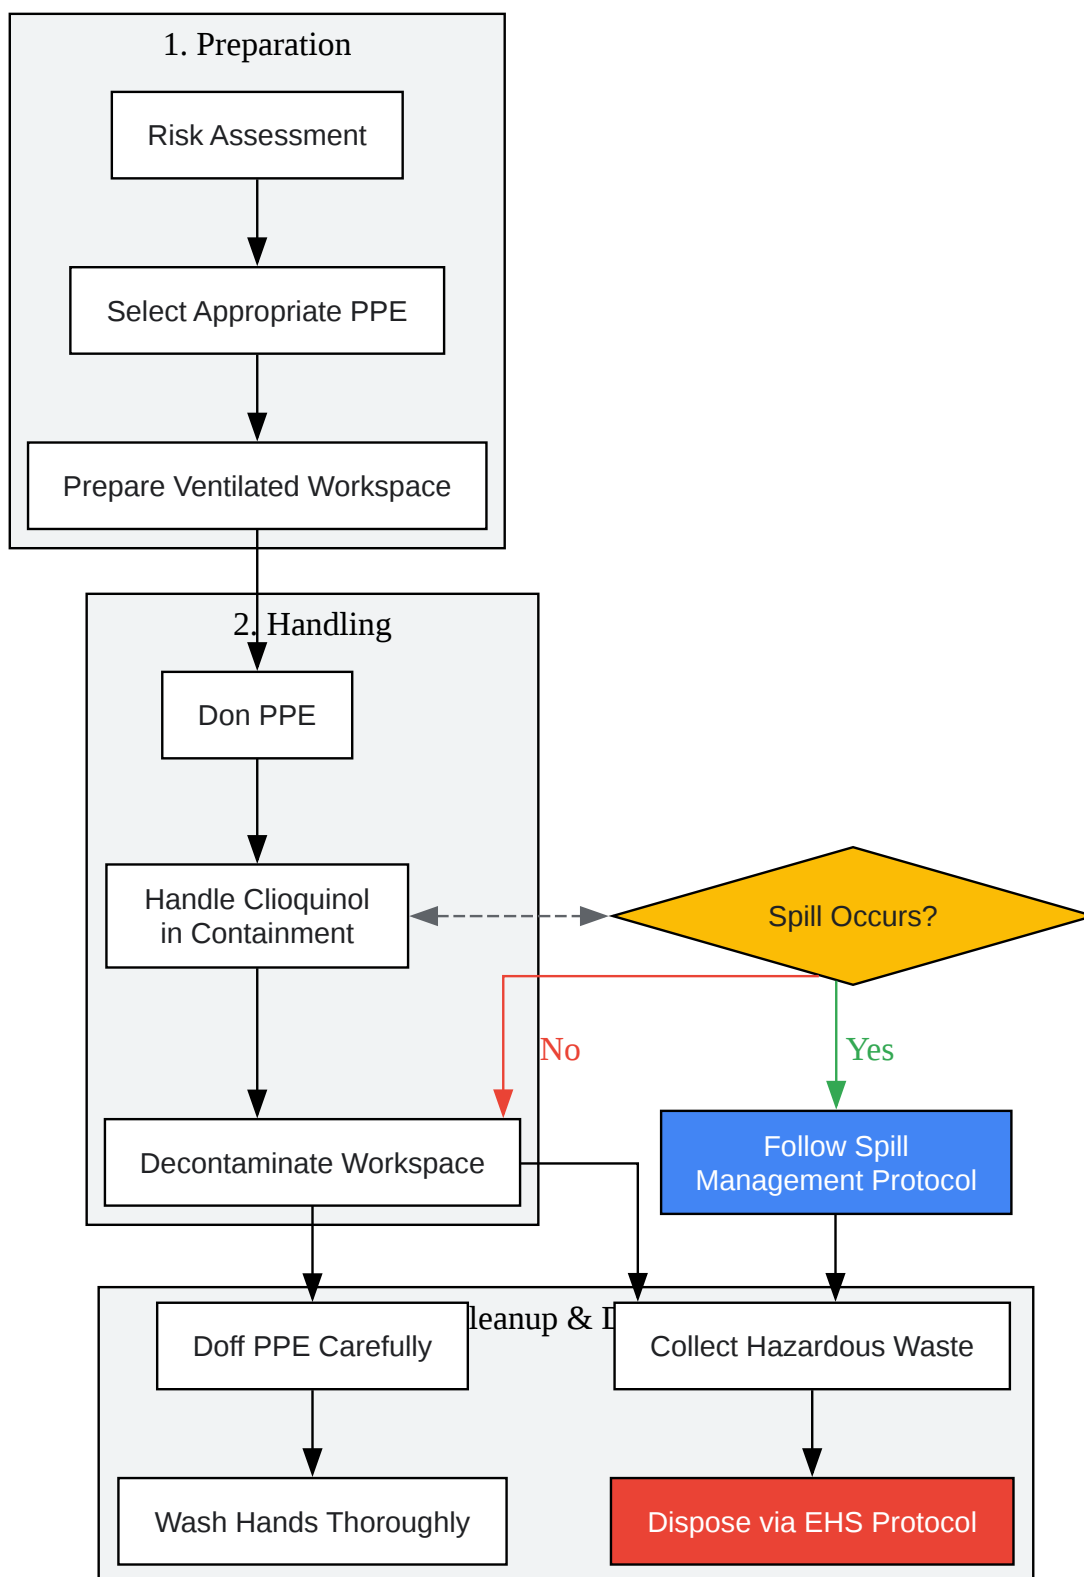 1. Preparation
Risk Assessment
Select Appropriate PPE
Prepare Ventilated Workspace
2. Handling
Don PPE
Handle Clioquinol
in Containment
Spill Occurs?
No
Yes
Decontaminate Workspace
Follow Spill
Management Protocol
leanup &
Doff PPE Carefully
Collect Hazardous Waste
Wash Hands Thoroughly
Dispose via EHS Protocol